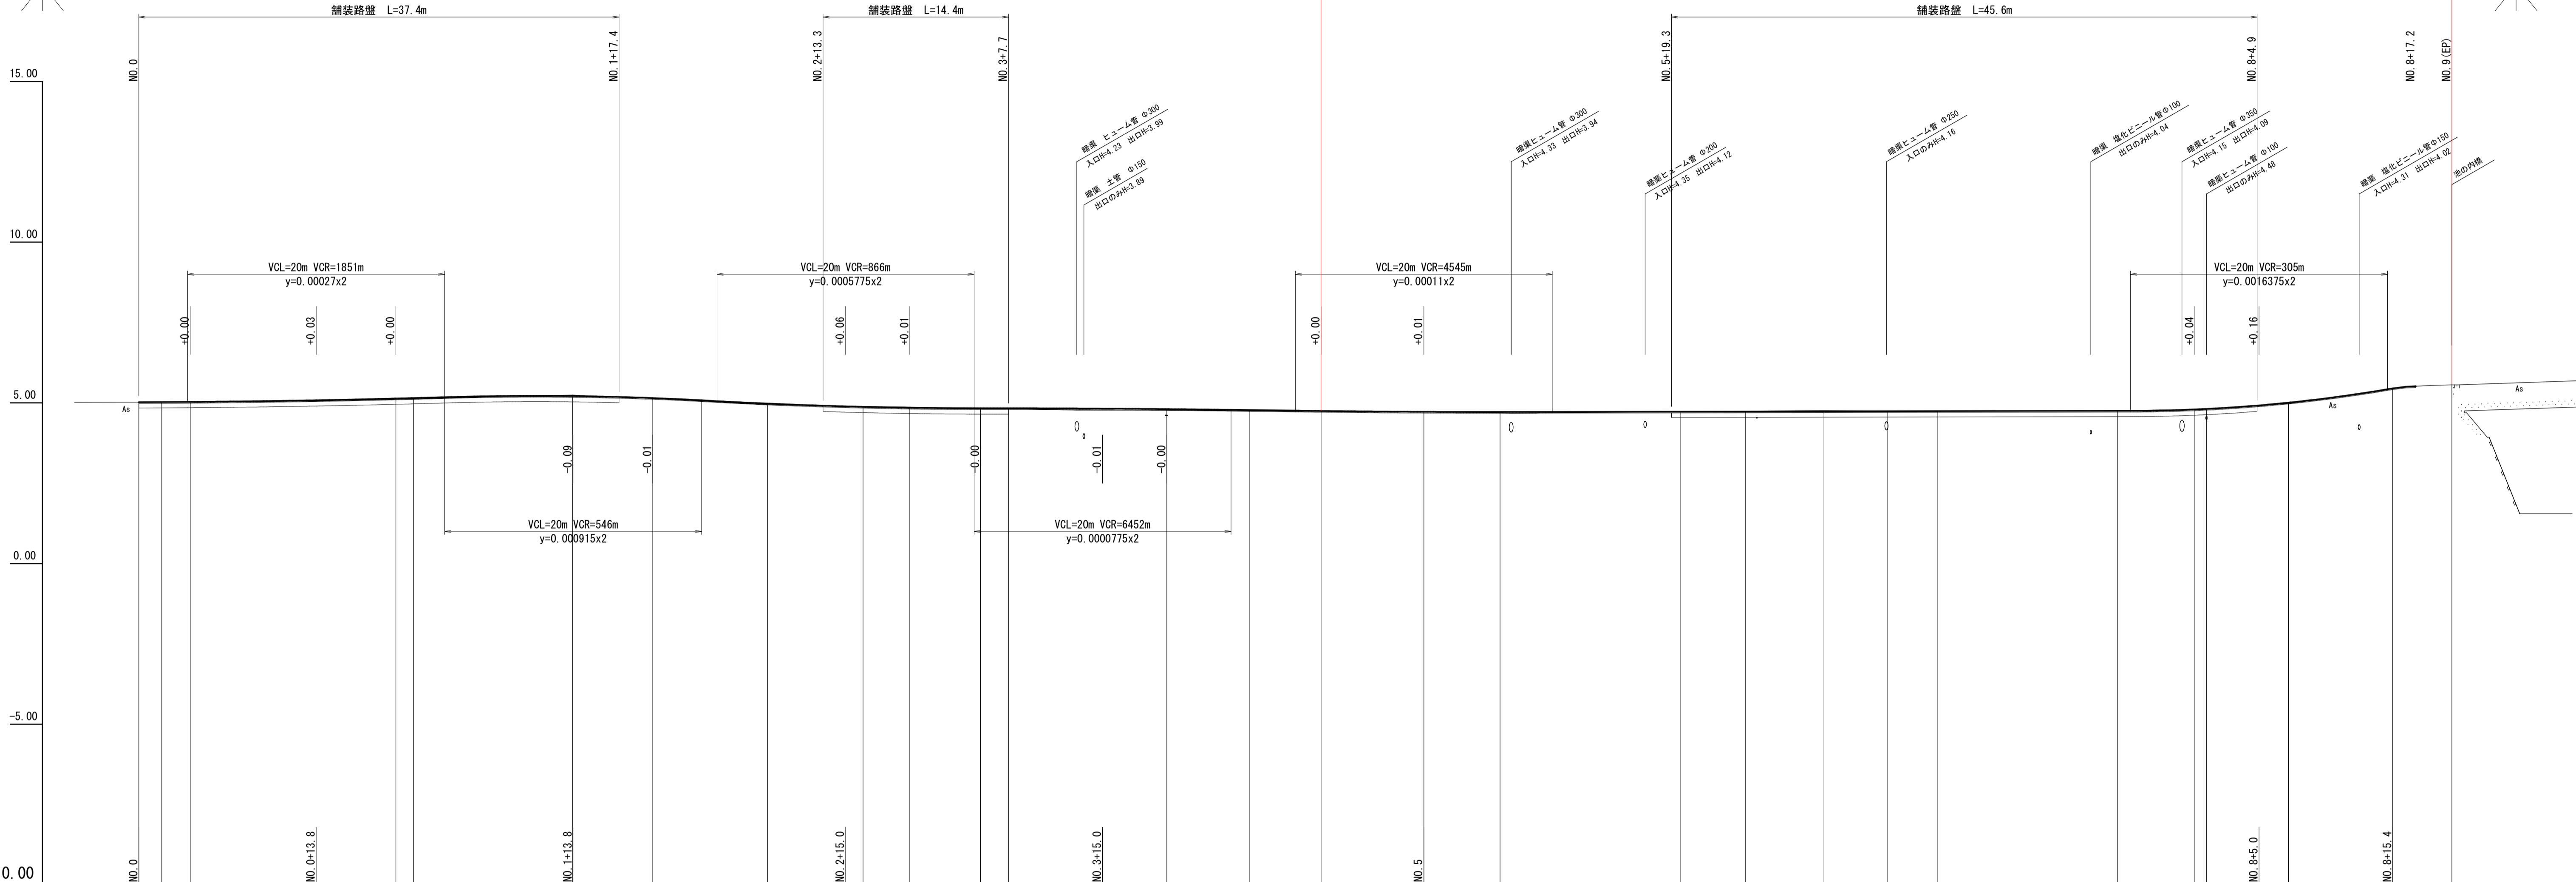 舗装路盤 L=37.4m
舗装路盤 L=14.4m
舗装路盤 L=45.6m
NO.0
NO.1+17.4
NO.2+13.3
NO.3+7.7
NO.5+19.3
NO.8+4.9
NO.8+17.2
NO.9(EP)
15.00
暗渠 ヒューム管 Φ300
入口H=4.23 出口H=3.99
暗渠 土管 Φ150
出口のみH=3.89
暗渠ヒューム管 Φ300
入口H=4.33 出口H=3.94
暗渠ヒューム管 Φ200
入口H=4.35 出口H=4.12
暗渠ヒューム管 Φ250
入口のみH=4.16
暗渠 塩化ビニール管Φ100
出口のみH=4.04
暗渠ヒューム管 Φ350
入口H=4.15 出口H=4.09
暗渠ヒューム管 Φ100
出口のみH=4.48
暗渠 塩化ビニール管Φ150
入口H=4.31 出口H=4.02
池の内橋
10.00
VCL=20m VCR=1851m
y=0.00027x2
VCL=20m VCR=866m
y=0.0005775x2
VCL=20m VCR=4545m
y=0.00011x2
VCL=20m VCR=305m
y=0.0016375x2
+0.00
+0.03
+0.00
+0.06
+0.01
+0.00
+0.01
+0.04
+0.16
5.00
As
As
As
-0.09
-0.01
-0.00
-0.01
-0.00
VCL=20m VCR=546m
y=0.000915x2
VCL=20m VCR=6452m
y=0.0000775x2
0.00
-5.00
NO.0
NO.0+13.8
NO.1+13.8
NO.2+15.0
NO.3+15.0
NO.5
NO.8+5.0
NO.8+15.4
0.00